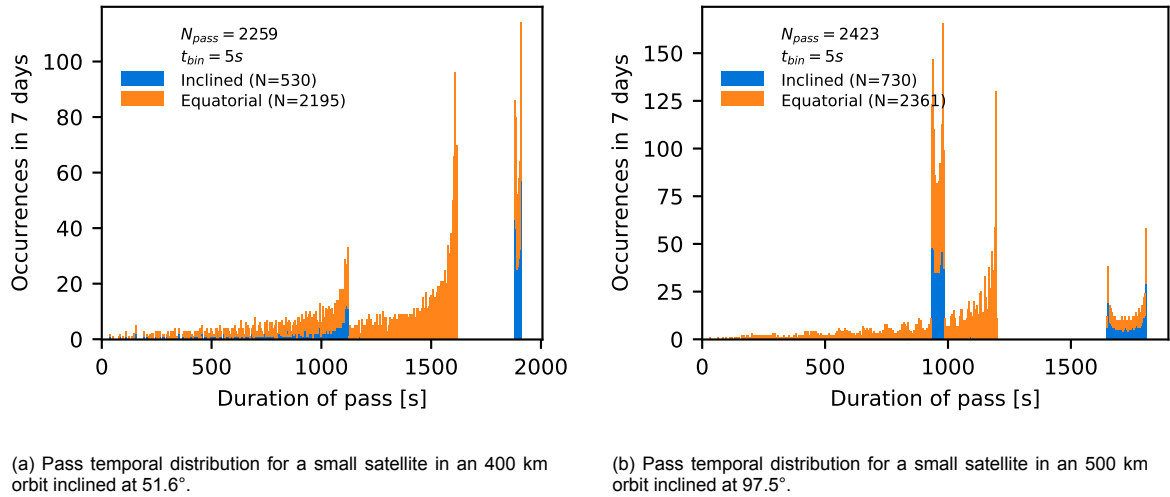 Occurrences in 7 days
100
80
60
40
20
0
N_pass = 2259
t_bin = 5s
Inclined (N=530)
Equatorial (N=2195)
0 500 1000 1500 2000
Duration of pass [s]
(a) Pass temporal distribution for a small satellite in an 400 km
orbit inclined at 51.6°.
Occurrences in 7 days
150
125
100
75
50
25
0
N_pass = 2423
t_bin = 5s
Inclined (N=730)
Equatorial (N=2361)
0 500 1000 1500
Duration of pass [s]
(b) Pass temporal distribution for a small satellite in an 500 km
orbit inclined at 97.5°.